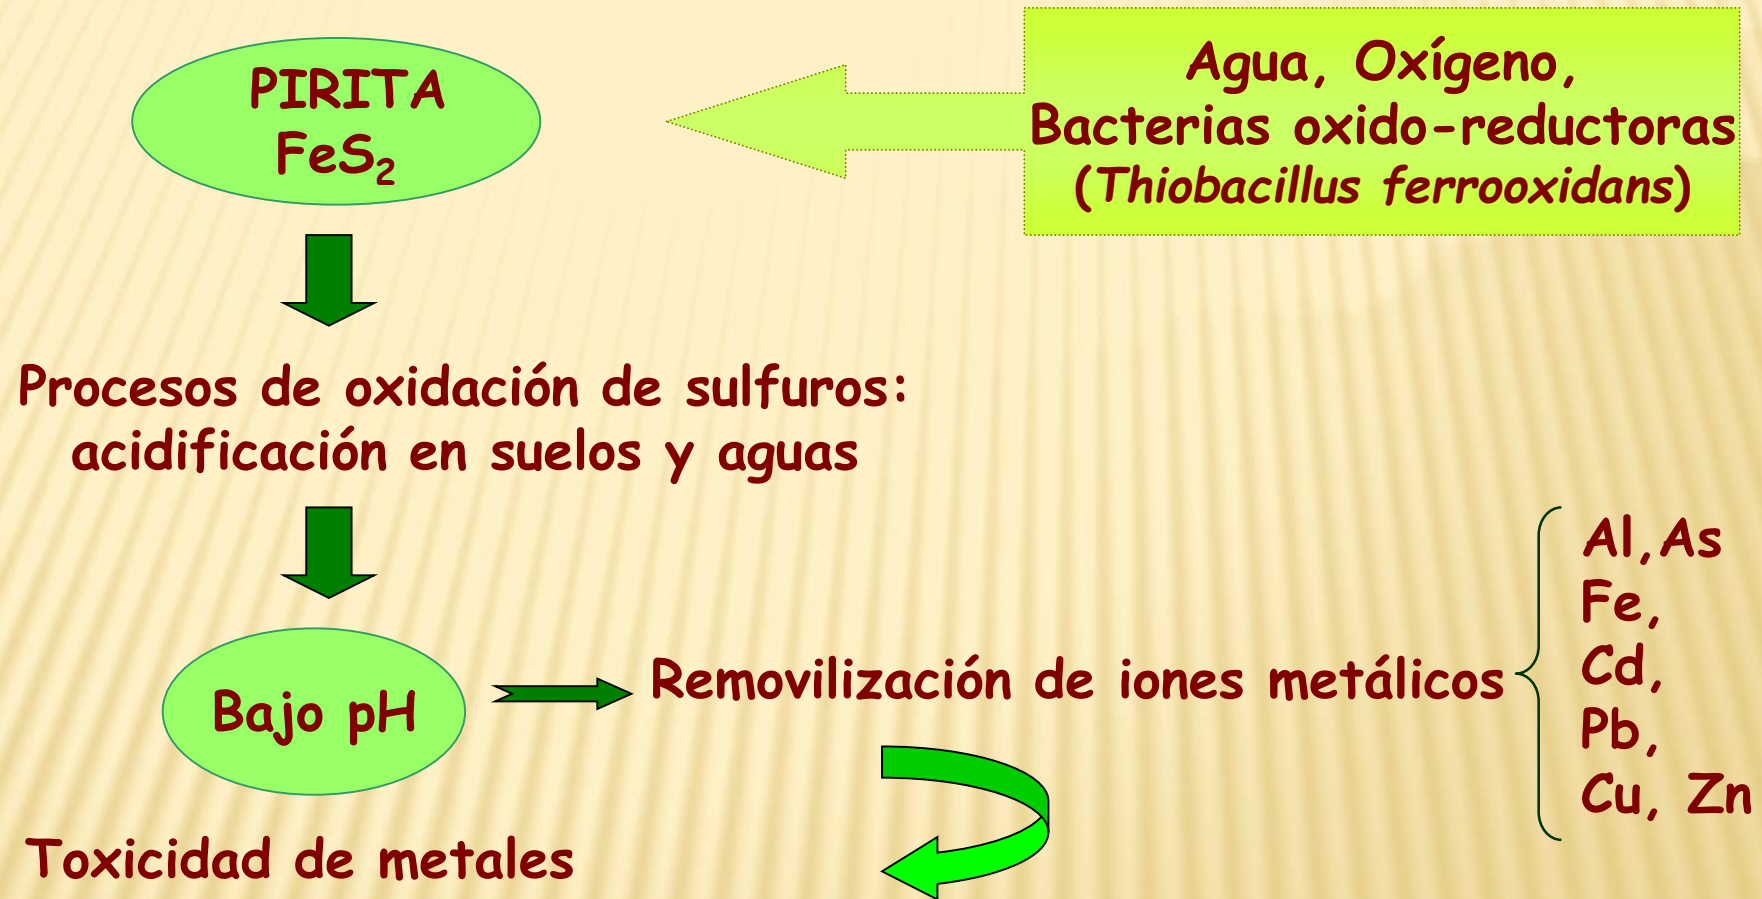 PIRITA
FeS₂
Agua, Oxígeno,
Bacterias oxido-reductoras
(Thiobacillus ferrooxidans)
Procesos de oxidación de sulfuros:
acidificación en suelos y aguas
Bajo pH
Removilización de iones metálicos
Al,As
Fe,
Cd,
Pb,
Cu, Zn
Toxicidad de metales